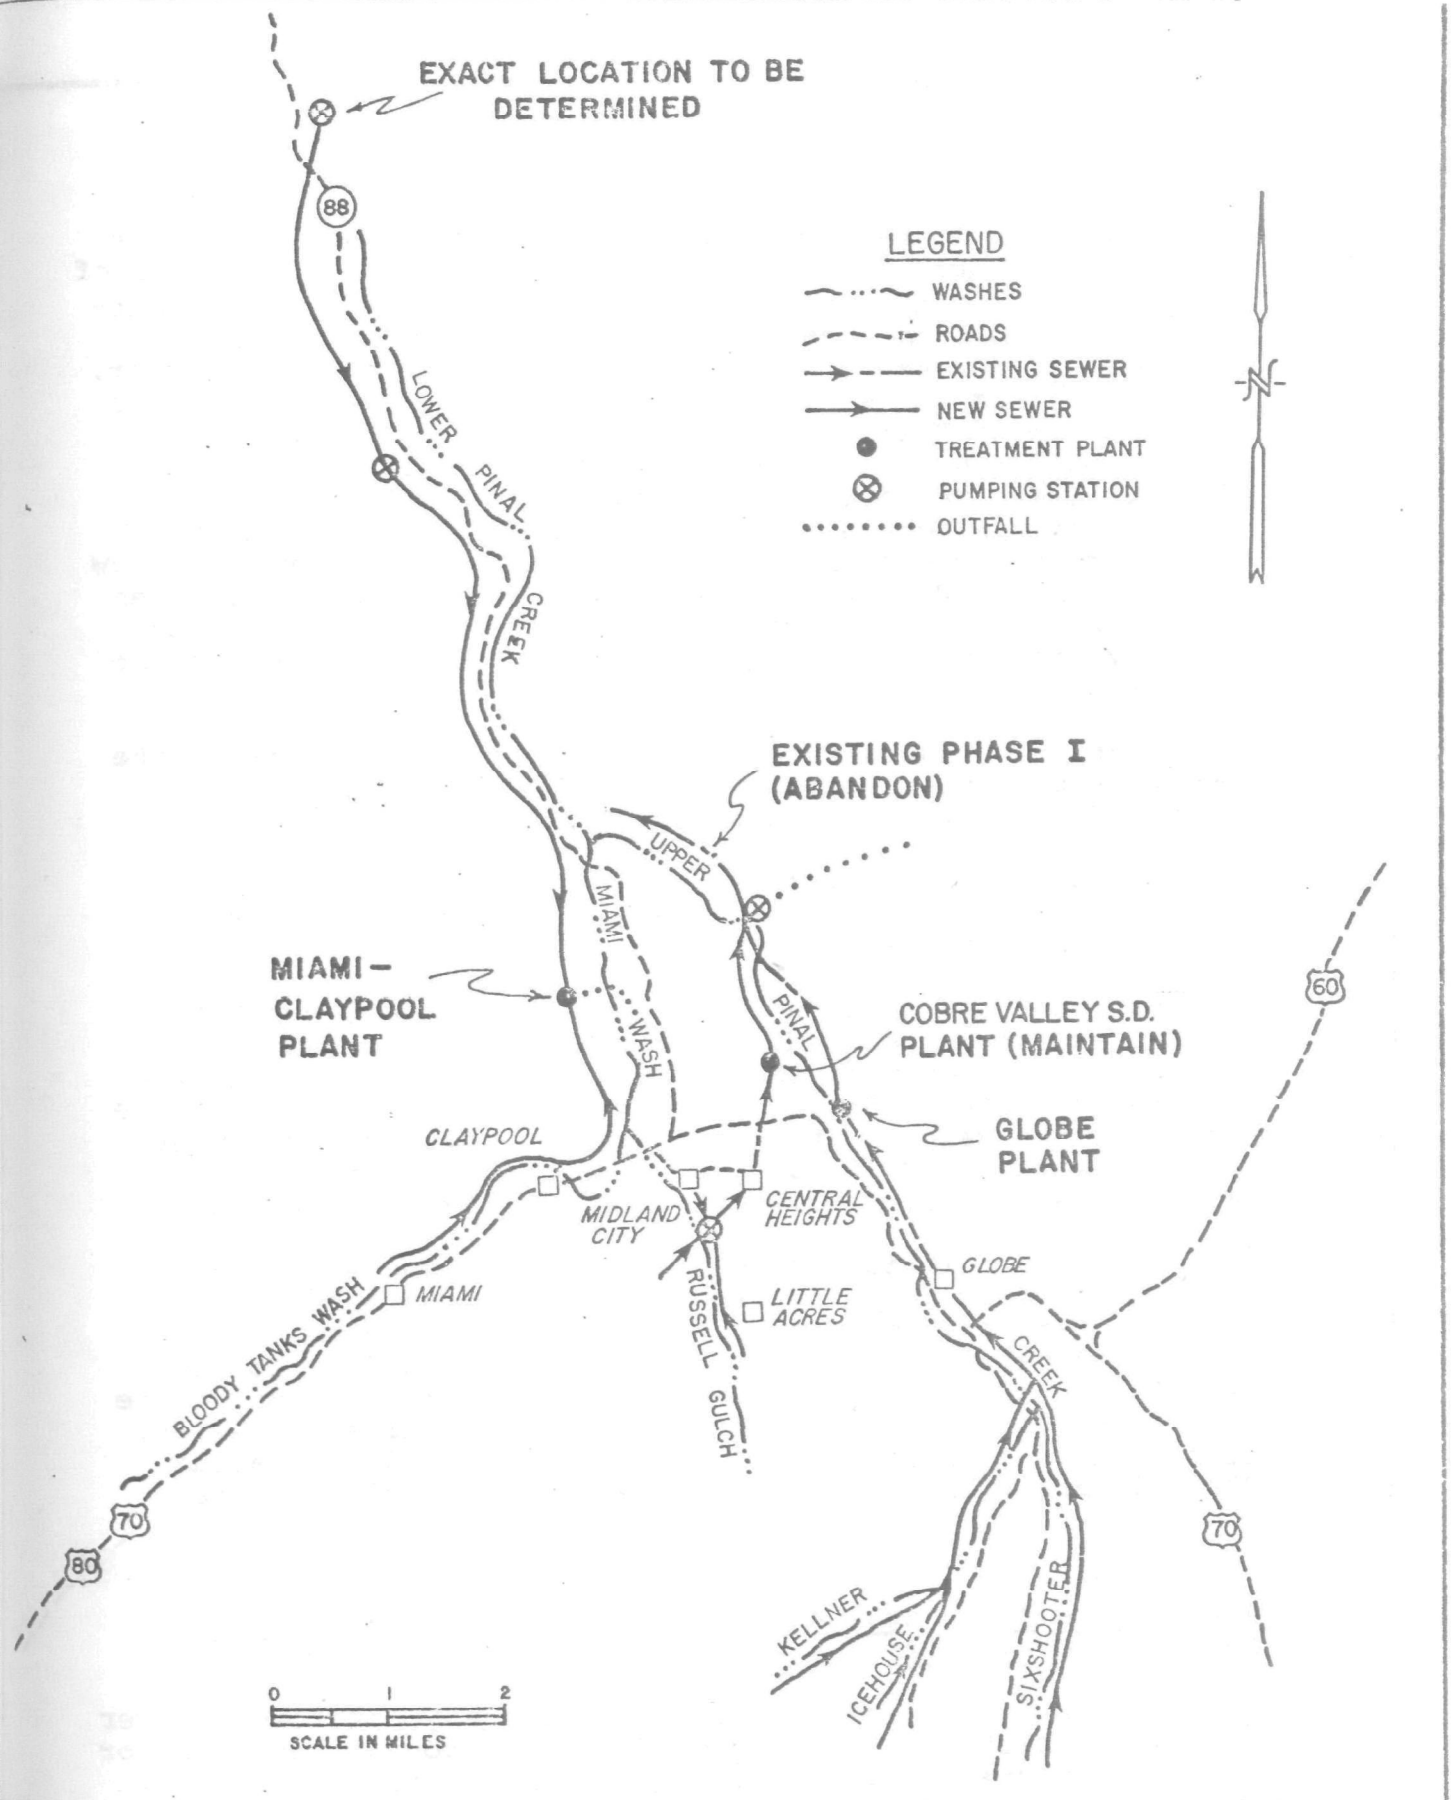 EXACT LOCATION TO BE
DETERMINED
88
LEGEND
WASHES
ROADS
EXISTING SEWER
NEW SEWER
TREATMENT PLANT
PUMPING STATION
OUTFALL
N
LOWER
PINAL
CREEK
EXISTING PHASE I
(ABANDON)
UPPER
MIAMI
WASH
PINAL
60
MIAMI-
CLAYPOOL
PLANT
COBRE VALLEY S.D.
PLANT (MAINTAIN)
GLOBE
PLANT
CLAYPOOL
MIDLAND
CITY
CENTRAL
HEIGHTS
GLOBE
MIAMI
LITTLE
ACRES
BLOODY TANKS WASH
RUSSELL
GULCH
CREEK
70
80
70
KELLNER
ICEHOUSE
SIXSHOOTER
0 1 2
SCALE IN MILES